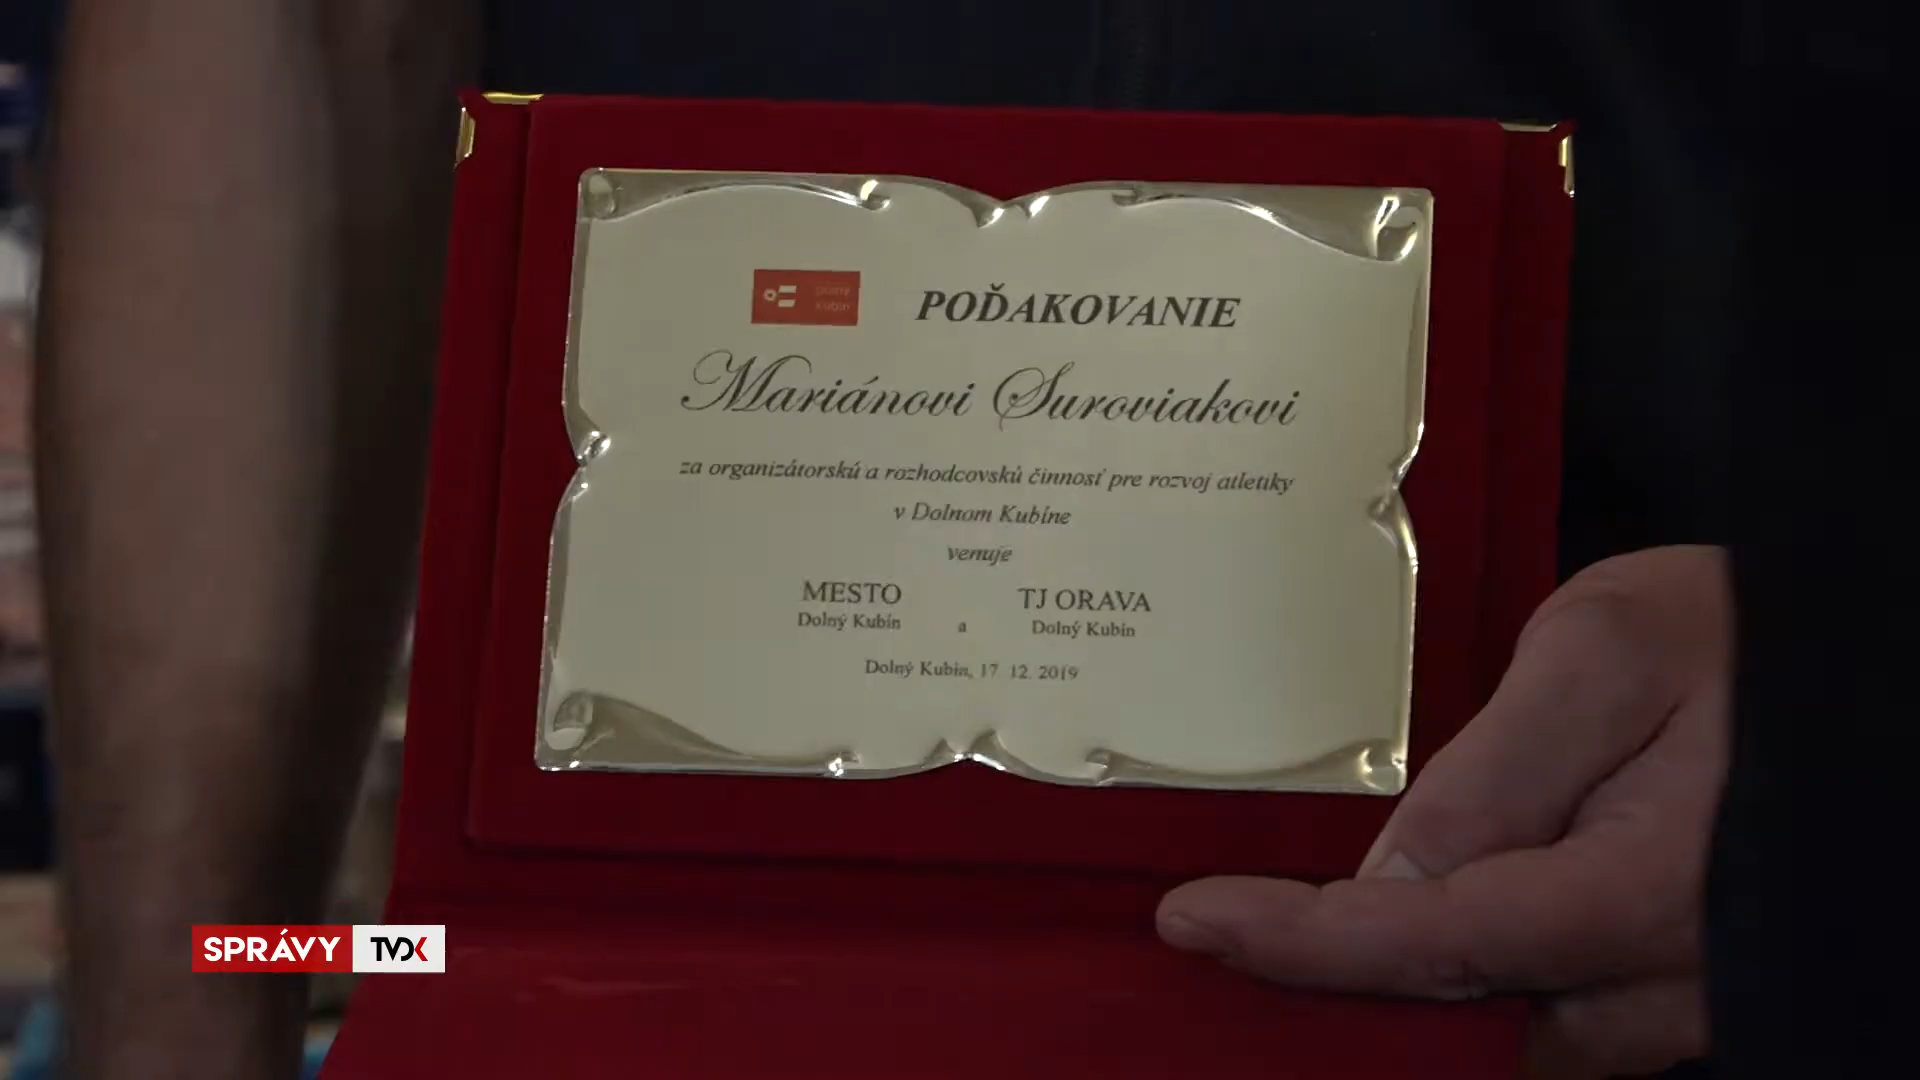 dolný
kubín
POĎAKOVANIE
Mariánovi Suroviakovi
za organizátorskú a rozhodcovskú činnosť pre rozvoj atletiky
v Dolnom Kubíne
venuje
MESTO TJ ORAVA
Dolný Kubín a Dolný Kubín
Dolný Kubín, 17. 12. 2019
SPRÁVY TVDK